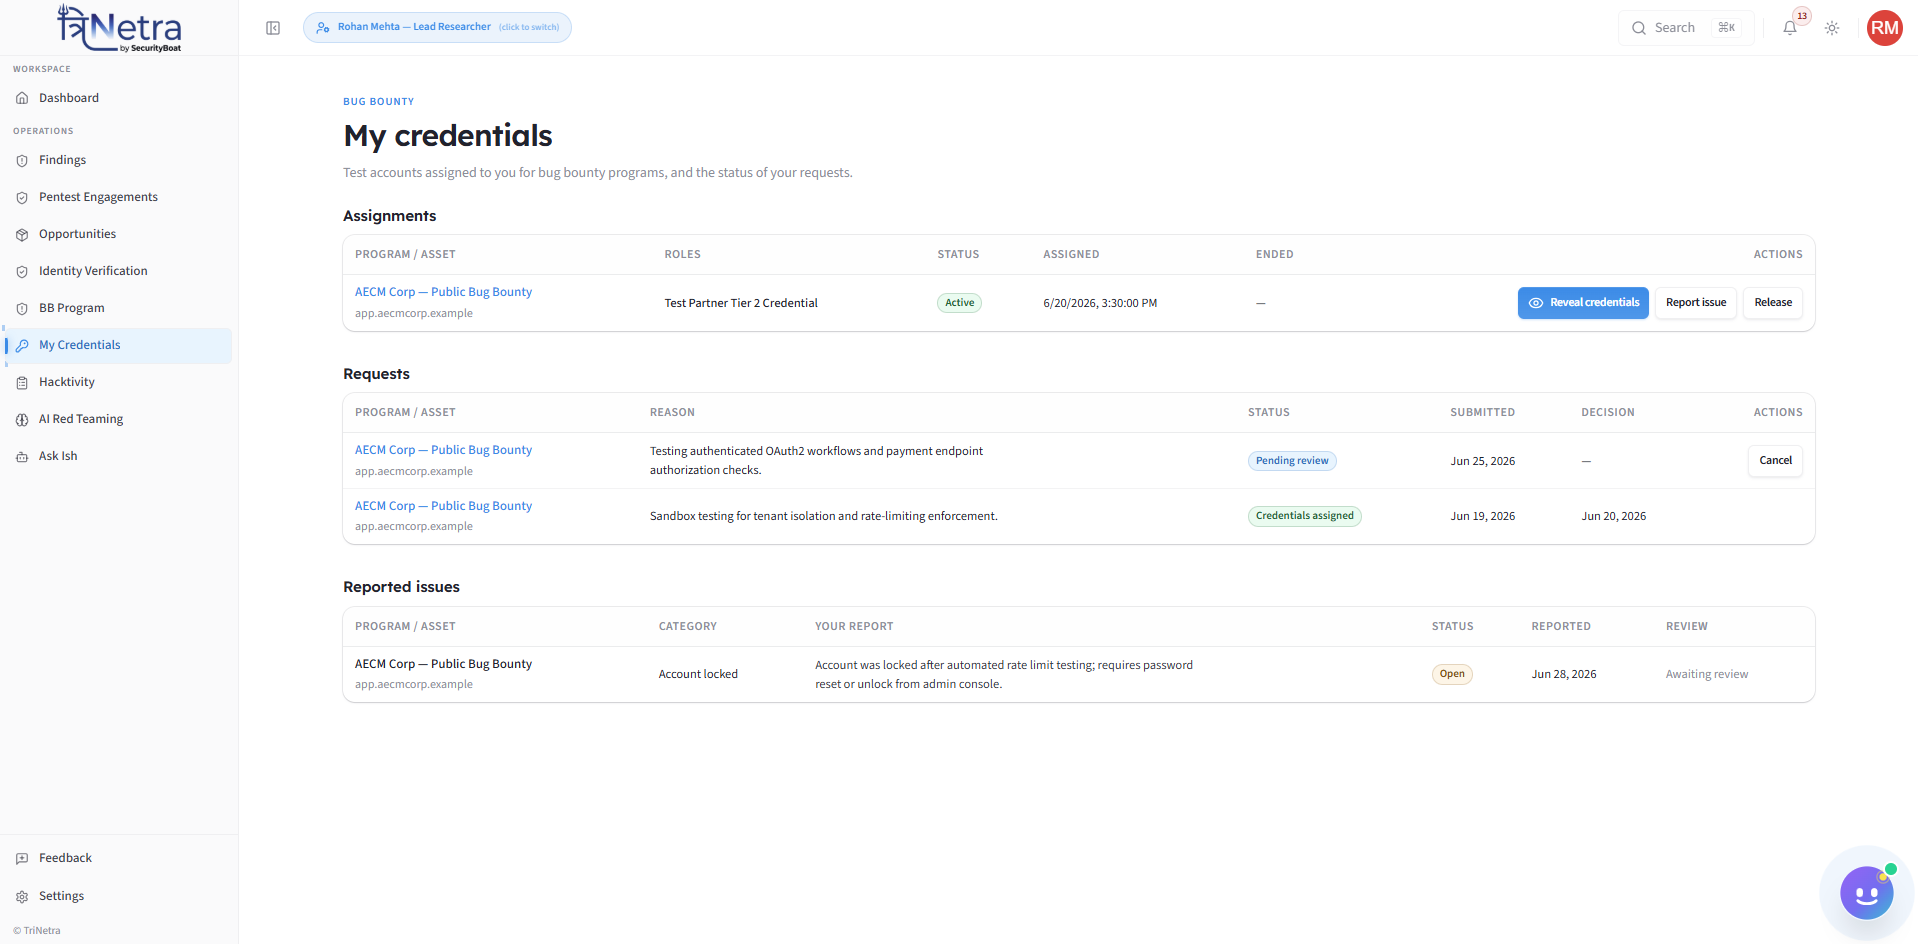 त्रिNetra
by SecurityBoat
Rohan Mehta — Lead Researcher (click to switch)
Search ⌘K
13
RM
WORKSPACE
Dashboard
OPERATIONS
Findings
Pentest Engagements
Opportunities
Identity Verification
BB Program
My Credentials
Hacktivity
AI Red Teaming
Ask Ish
Feedback
Settings
© TriNetra
BUG BOUNTY
My credentials
Test accounts assigned to you for bug bounty programs, and the status of your requests.
Assignments
PROGRAM / ASSET ROLES STATUS ASSIGNED ENDED ACTIONS
AECM Corp — Public Bug Bounty
app.aecmcorp.example
Test Partner Tier 2 Credential Active 6/20/2026, 3:30:00 PM — Reveal credentials Report issue Release
Requests
PROGRAM / ASSET REASON STATUS SUBMITTED DECISION ACTIONS
AECM Corp — Public Bug Bounty
app.aecmcorp.example
Testing authenticated OAuth2 workflows and payment endpoint
authorization checks.
Pending review Jun 25, 2026 — Cancel
AECM Corp — Public Bug Bounty
app.aecmcorp.example
Sandbox testing for tenant isolation and rate-limiting enforcement. Credentials assigned Jun 19, 2026 Jun 20, 2026
Reported issues
PROGRAM / ASSET CATEGORY YOUR REPORT STATUS REPORTED REVIEW
AECM Corp — Public Bug Bounty
app.aecmcorp.example
Account locked
Account was locked after automated rate limit testing; requires password
reset or unlock from admin console.
Open Jun 28, 2026 Awaiting review